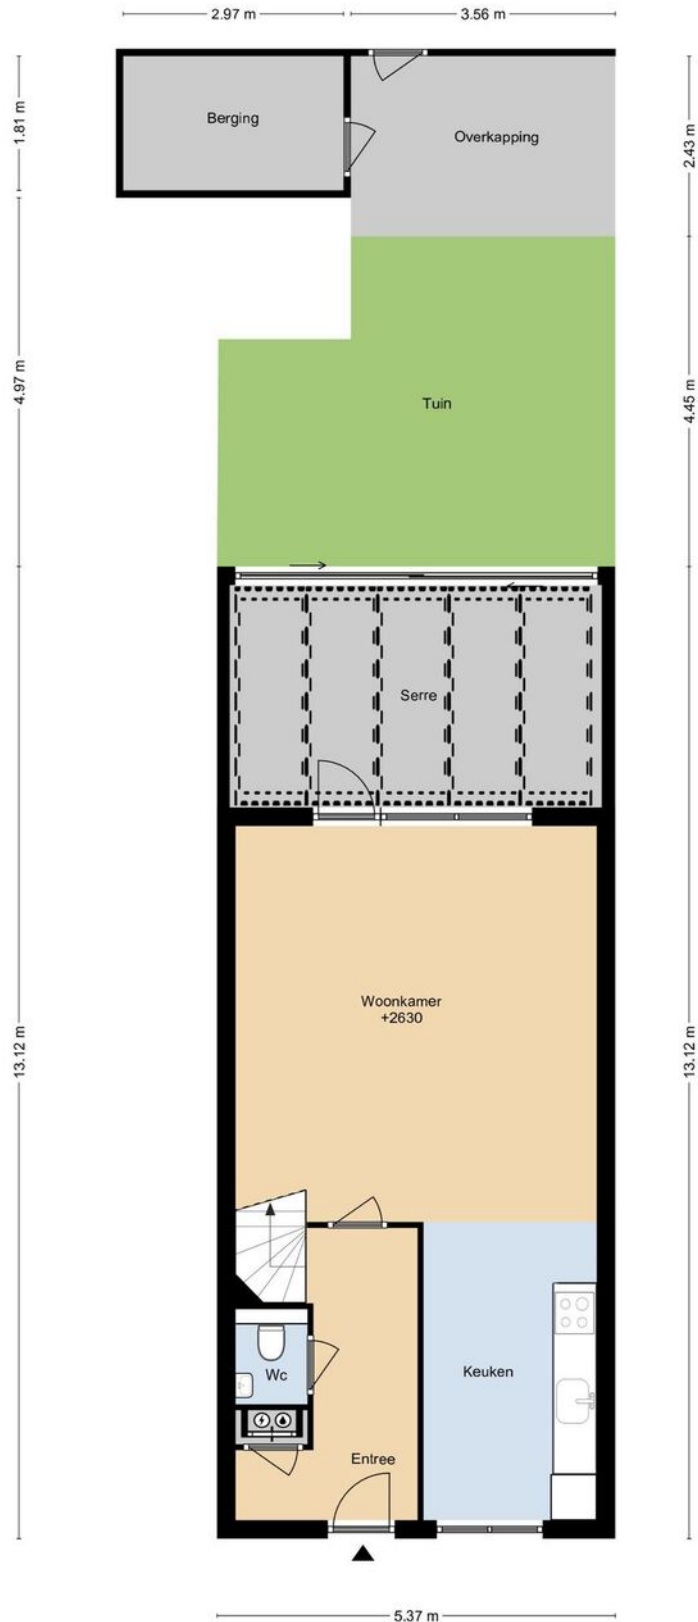 2.97 m
3.56 m
1.81 m
Berging
Overkapping
2.43 m
4.97 m
Tuin
4.45 m
Serre
Woonkamer
+2630
13.12 m
13.12 m
Keuken
Wc
Entree
5.37 m